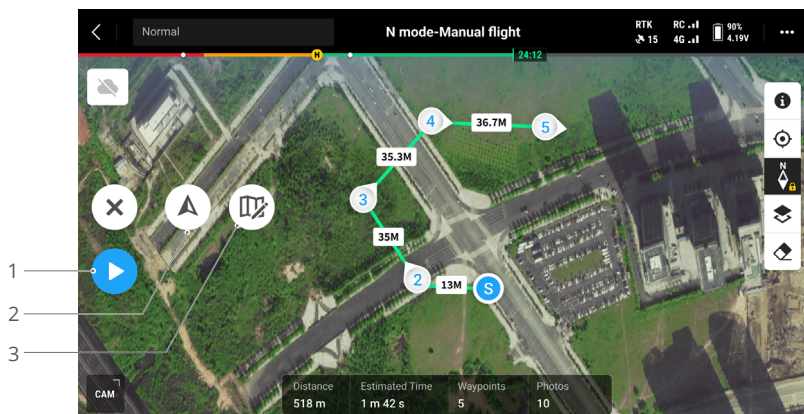 Normal
N mode-Manual flight
RTK
15
RC
4G
90%
4.19V
H
24:12
4
36.7M
5
35.3M
N
3
35M
1
2
13M
S
2
3
CAM
Distance
518 m
Estimated Time
1 m 42 s
Waypoints
5
Photos
10